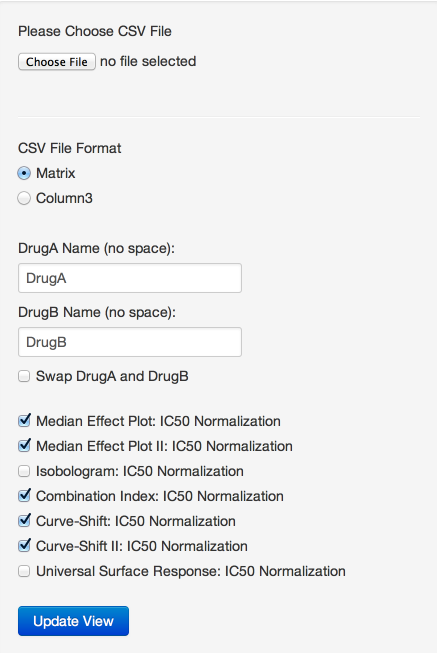 Please Choose CSV File
Choose File no file selected
CSV File Format
Matrix
Column3
DrugA Name (no space):
DrugA
DrugB Name (no space):
DrugB
Swap DrugA and DrugB
Median Effect Plot: IC50 Normalization
Median Effect Plot II: IC50 Normalization
Isobologram: IC50 Normalization
Combination Index: IC50 Normalization
Curve-Shift: IC50 Normalization
Curve-Shift II: IC50 Normalization
Universal Surface Response: IC50 Normalization
Update View